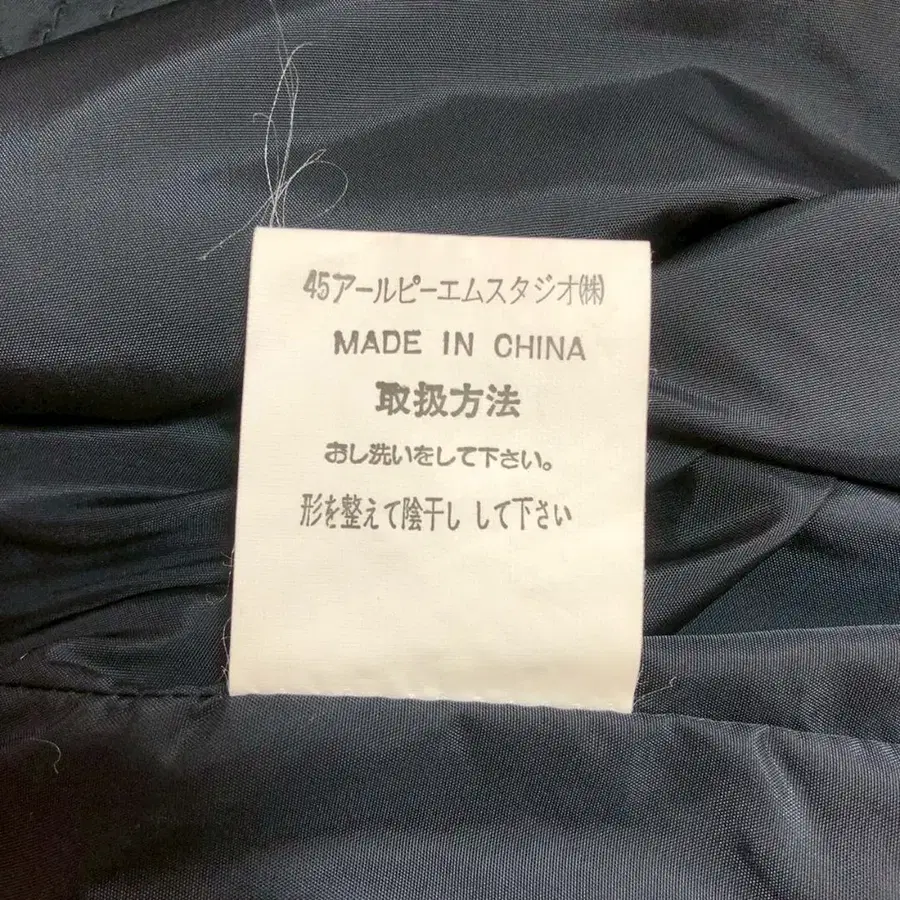 45アールピーエムスタジオ㈱
MADE IN CHINA
取扱方法
おし洗いをして下さい。
形を整えて陰干し して下さい